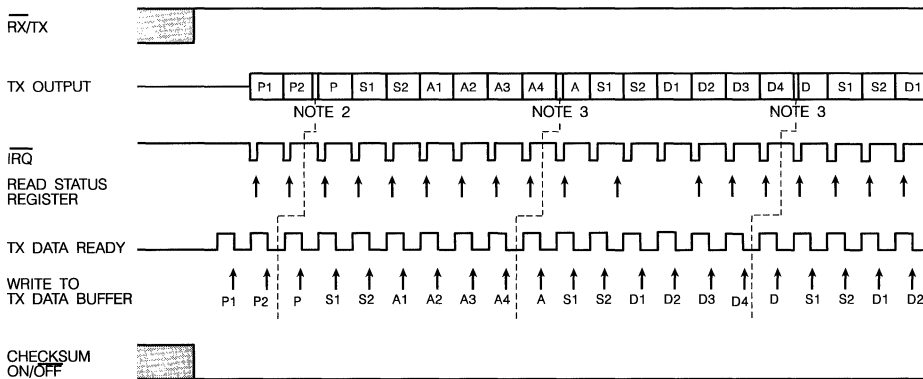 RX/TX
TX OUTPUT
P1 P2 P S1 S2 A1 A2 A3 A4 A S1 S2 D1 D2 D3 D4 D S1 S2 D1
NOTE 2 NOTE 3 NOTE 3
IRQ
READ STATUS
REGISTER
TX DATA READY
WRITE TO
TX DATA BUFFER
P1 P2 P S1 S2 A1 A2 A3 A4 A S1 S2 D1 D2 D3 D4 D S1 S2 D1 D2
CHECKSUM
ON/OFF